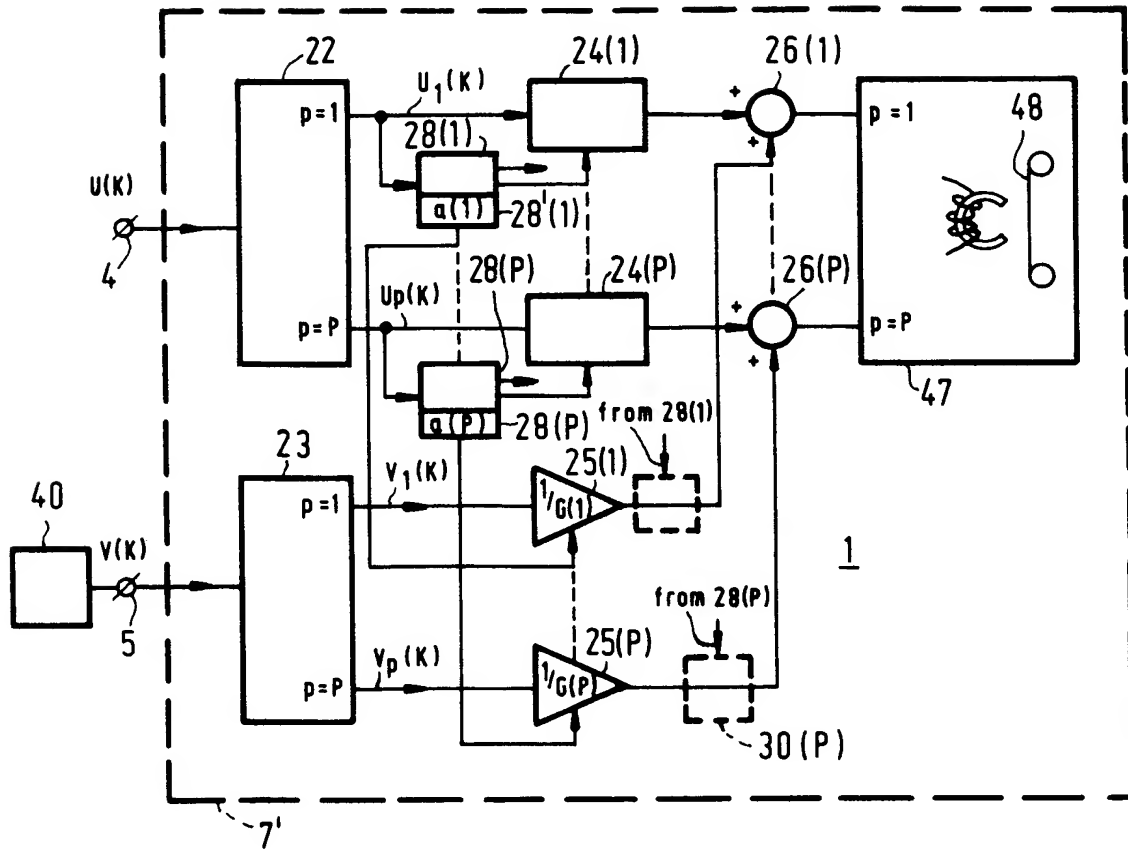 22
24(1)
26(1)
p=1
U₁(K)
+
p=1
28(1)
+
48
U(K)
a(1)
28'(1)
4
28(P)
24(P)
26(P)
p=P
Up(K)
+
p=P
+
47
a(P)
28(P)
from 28(1)
23
25(1)
40
p=1
V₁(K)
1/G(1)
V(K)
1
5
from 28(P)
25(P)
p=P
Vp(K)
1/G(P)
30(P)
7'